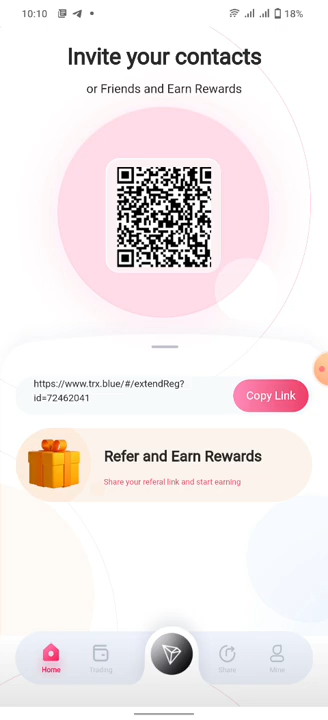 10:10
18%
Invite your contacts
or Friends and Earn Rewards
https://www.trx.blue/#/extendReg?
id=72462041
Copy Link
Refer and Earn Rewards
Share your referal link and start earning
Home
Trading
Share
Mine